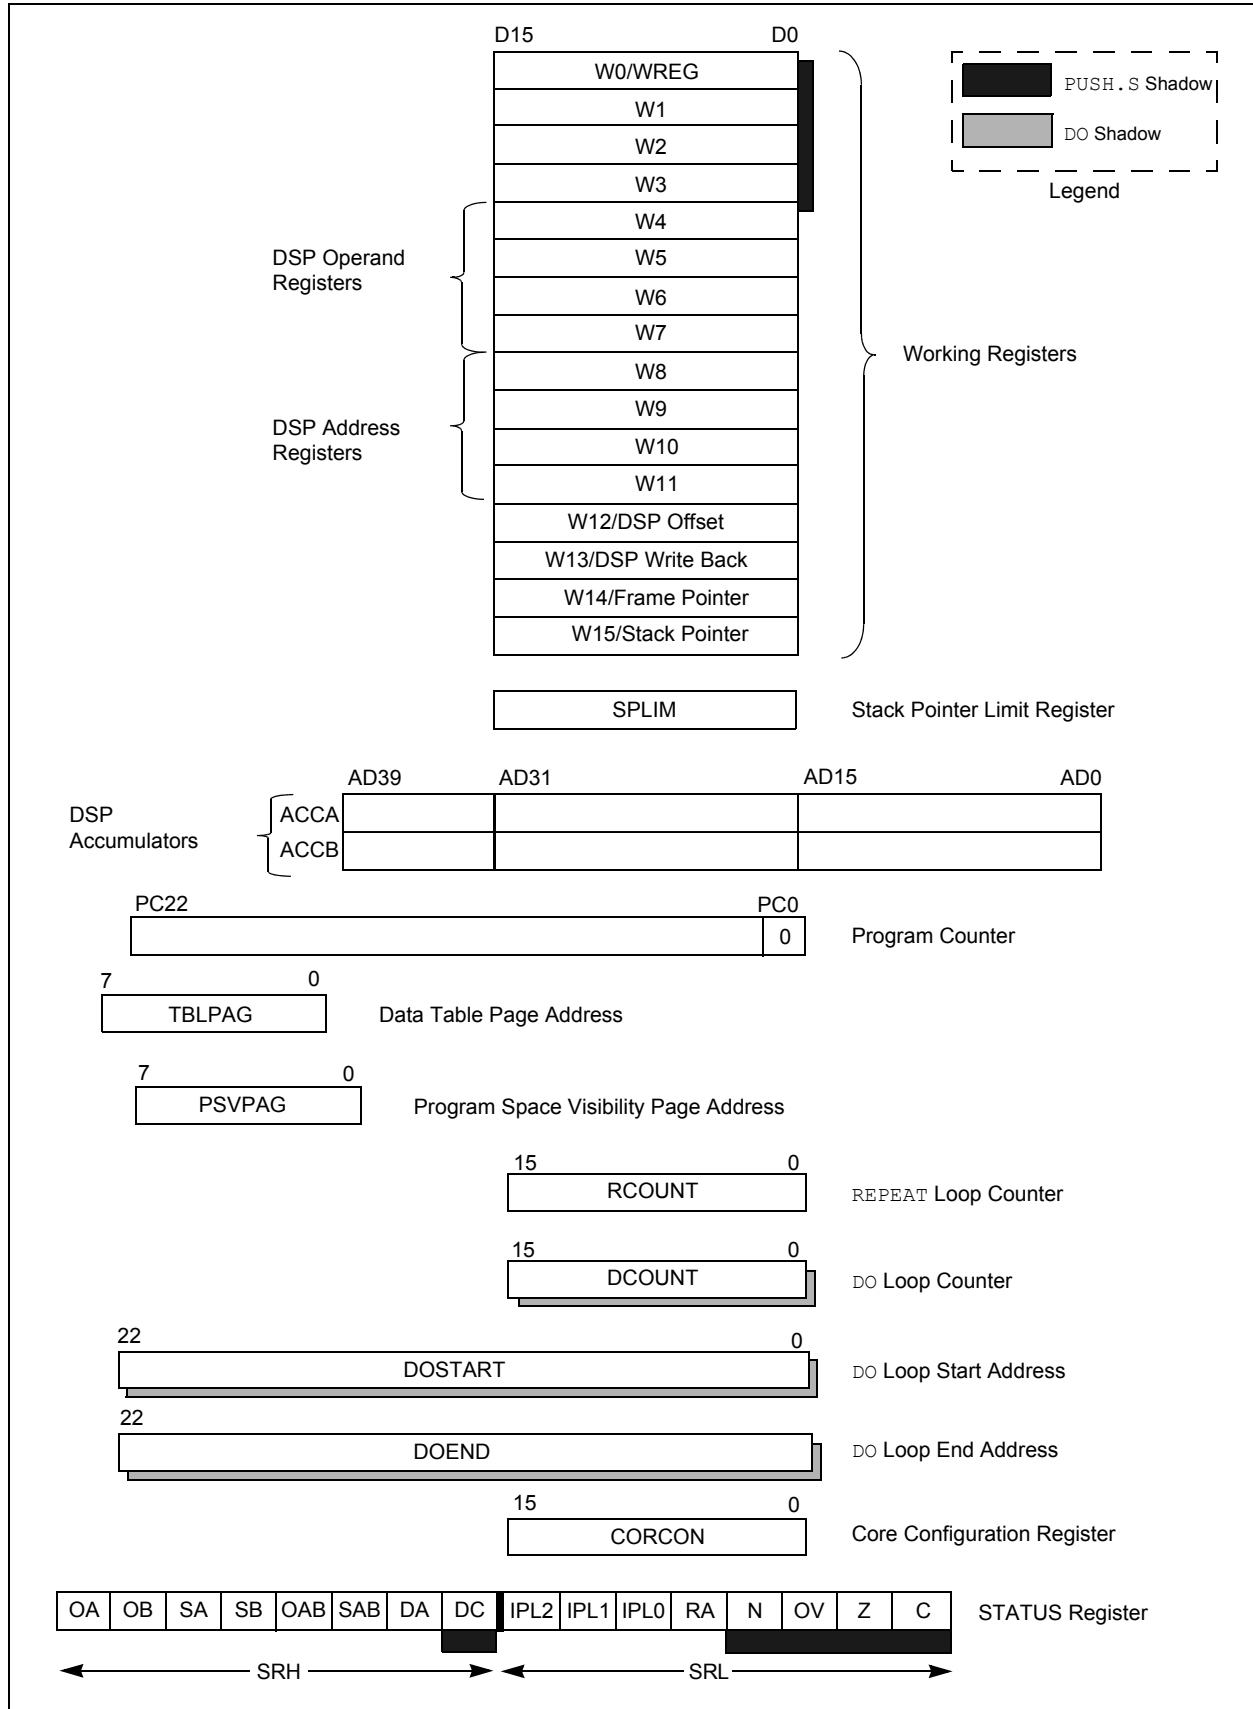 D15 D0
W0/WREG
W1
W2
W3
W4
W5
W6
W7
W8
W9
W10
W11
W12/DSP Offset
W13/DSP Write Back
W14/Frame Pointer
W15/Stack Pointer
PUSH.S Shadow
DO Shadow
Legend
DSP Operand
Registers
DSP Address
Registers
Working Registers
SPLIM Stack Pointer Limit Register
AD39 AD31 AD15 AD0
DSP
Accumulators
ACCA
ACCB
PC22 PC0
0 Program Counter
7 0
TBLPAG Data Table Page Address
7 0
PSVPAG Program Space Visibility Page Address
15 0
RCOUNT REPEAT Loop Counter
15 0
DCOUNT DO Loop Counter
22 0
DOSTART DO Loop Start Address
22
DOEND DO Loop End Address
15 0
CORCON Core Configuration Register
OA OB SA SB OAB SAB DA DC IPL2 IPL1 IPL0 RA N OV Z C STATUS Register
SRH SRL